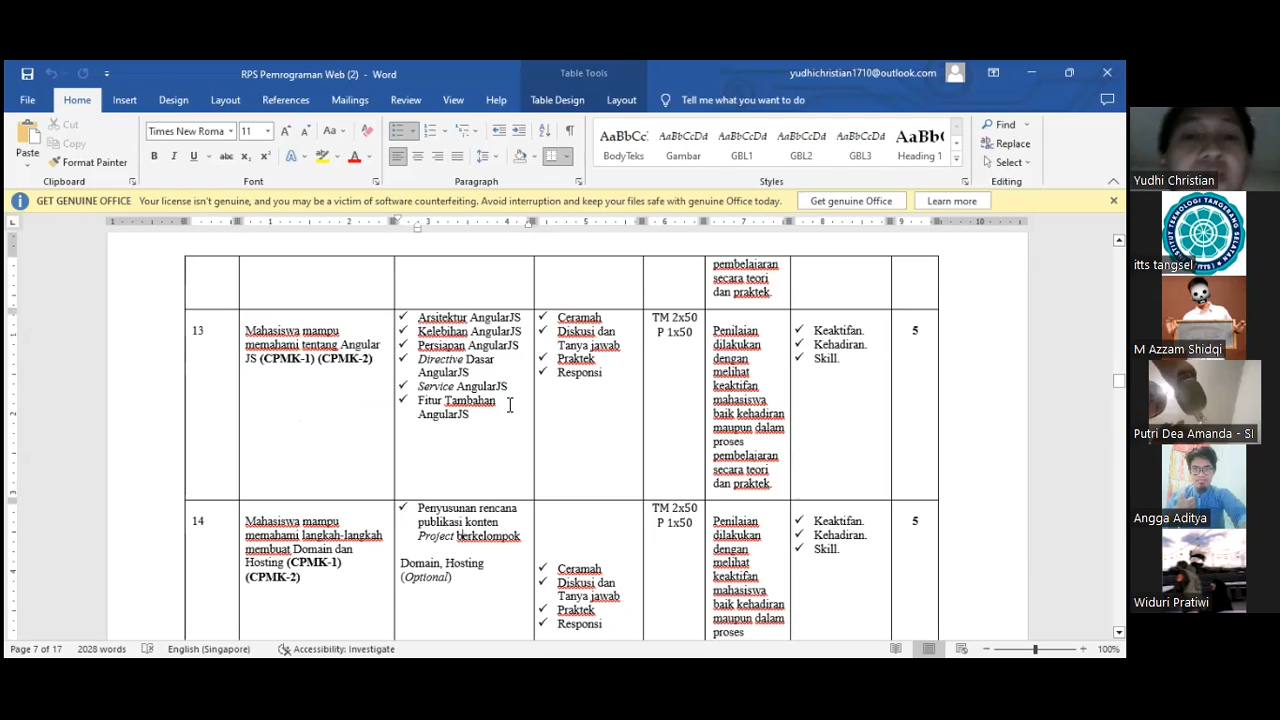 RPS Pemrograman Web (2) - Word
Table Tools
yudhichristian1710@outlook.com
File Home Insert Design Layout References Mailings Review View Help Table Design Layout Tell me what you want to do
Cut
Copy
Format Painter
Paste
Clipboard
Times New Roma 11
Font
Paragraph
AaBbCc AaBbCcDd AaBbCcDd AaBbCcDd AaBbCcDd AaBb(
BodyTeks Gambar GBL1 GBL2 GBL3 Heading 1
Styles
Find
Replace
Select
Editing
GET GENUINE OFFICE Your license isn't genuine, and you may be a victim of software counterfeiting. Avoid interruption and keep your files safe with genuine Office today. Get genuine Office Learn more
pembelajaran
secara teori
dan praktek.
13
Mahasiswa mampu
memahami tentang Angular
JS (CPMK-1) (CPMK-2)
Arsitektur AngularJS
Kelebihan AngularJS
Persiapan AngularJS
Directive Dasar
AngularJS
Service AngularJS
Fitur Tambahan
AngularJS
Ceramah
Diskusi dan
Tanya jawab
Praktek
Responsi
TM 2x50
P 1x50
Penilaian
dilakukan
dengan
melihat
keaktifan
mahasiswa
baik kehadiran
maupun dalam
proses
pembelajaran
secara teori
dan praktek.
Keaktifan.
Kehadiran.
Skill.
5
14
Mahasiswa mampu
memahami langkah-langkah
membuat Domain dan
Hosting (CPMK-1)
(CPMK-2)
Penyusunan rencana
publikasi konten
Project berkelompok
Domain, Hosting
(Optional)
Ceramah
Diskusi dan
Tanya jawab
Praktek
Responsi
TM 2x50
P 1x50
Penilaian
dilakukan
dengan
melihat
keaktifan
mahasiswa
baik kehadiran
maupun dalam
proses
Keaktifan.
Kehadiran.
Skill.
5
Page 7 of 17 2028 words English (Singapore) Accessibility: Investigate 100%
Yudhi Christian
itts tangsel
M Azzam Shidqi
Putri Dea Amanda - SI
Angga Aditya
Widuri Pratiwi